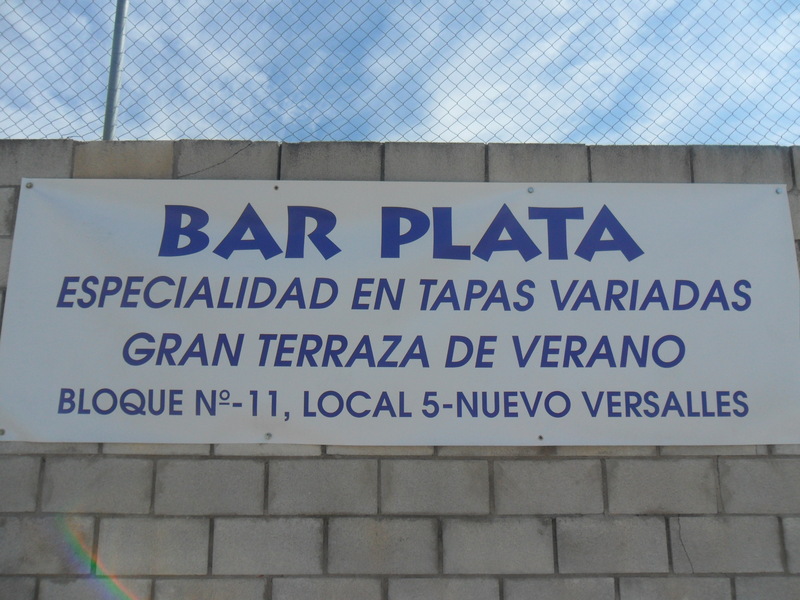 BAR PLATA
ESPECIALIDAD EN TAPAS VARIADAS
GRAN TERRAZA DE VERANO
BLOQUE Nº-11, LOCAL 5-NUEVO VERSALLES